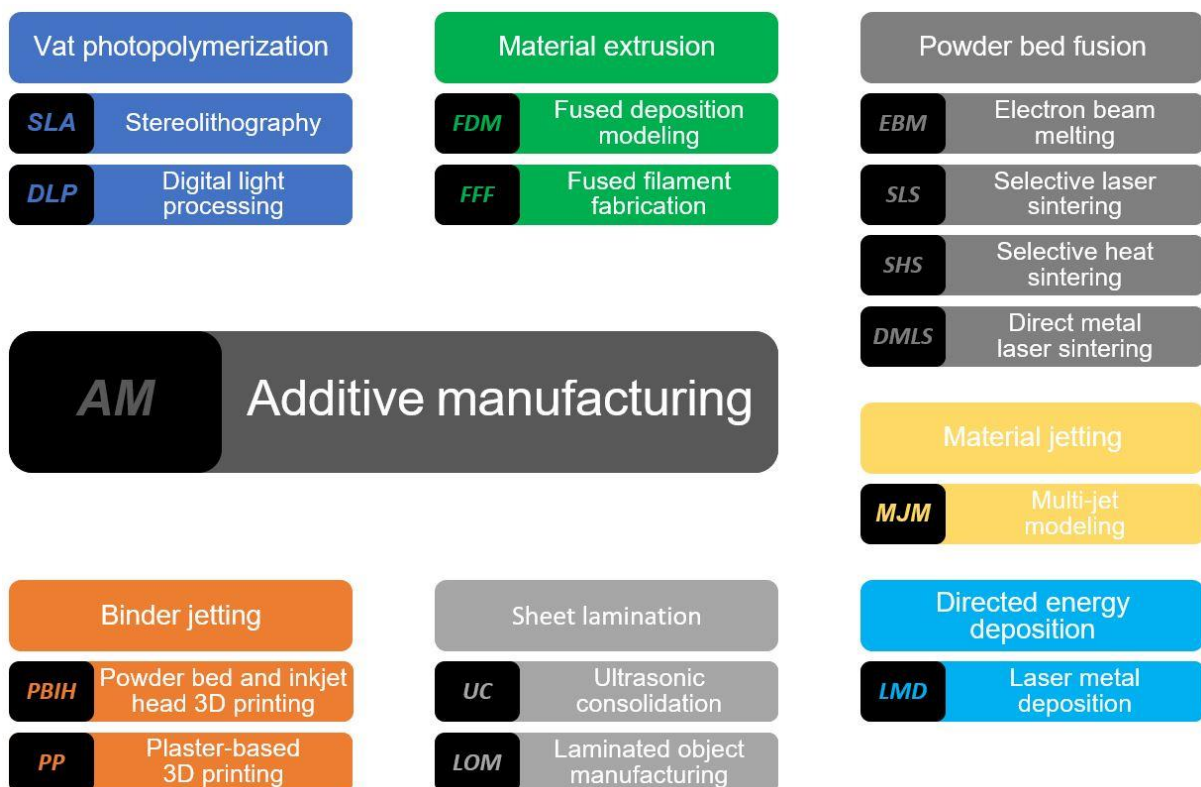 Vat photopolymerization
SLA
Stereolithography
DLP
Digital light
processing
Material extrusion
FDM
Fused deposition
modeling
FFF
Fused filament
fabrication
Powder bed fusion
EBM
Electron beam
melting
SLS
Selective laser
sintering
SHS
Selective heat
sintering
DMLS
Direct metal
laser sintering
AM
Additive manufacturing
Material jetting
MJM
Multi-jet
modeling
Binder jetting
PBIH
Powder bed and inkjet
head 3D printing
PP
Plaster-based
3D printing
Sheet lamination
UC
Ultrasonic
consolidation
LOM
Laminated object
manufacturing
Directed energy
deposition
LMD
Laser metal
deposition